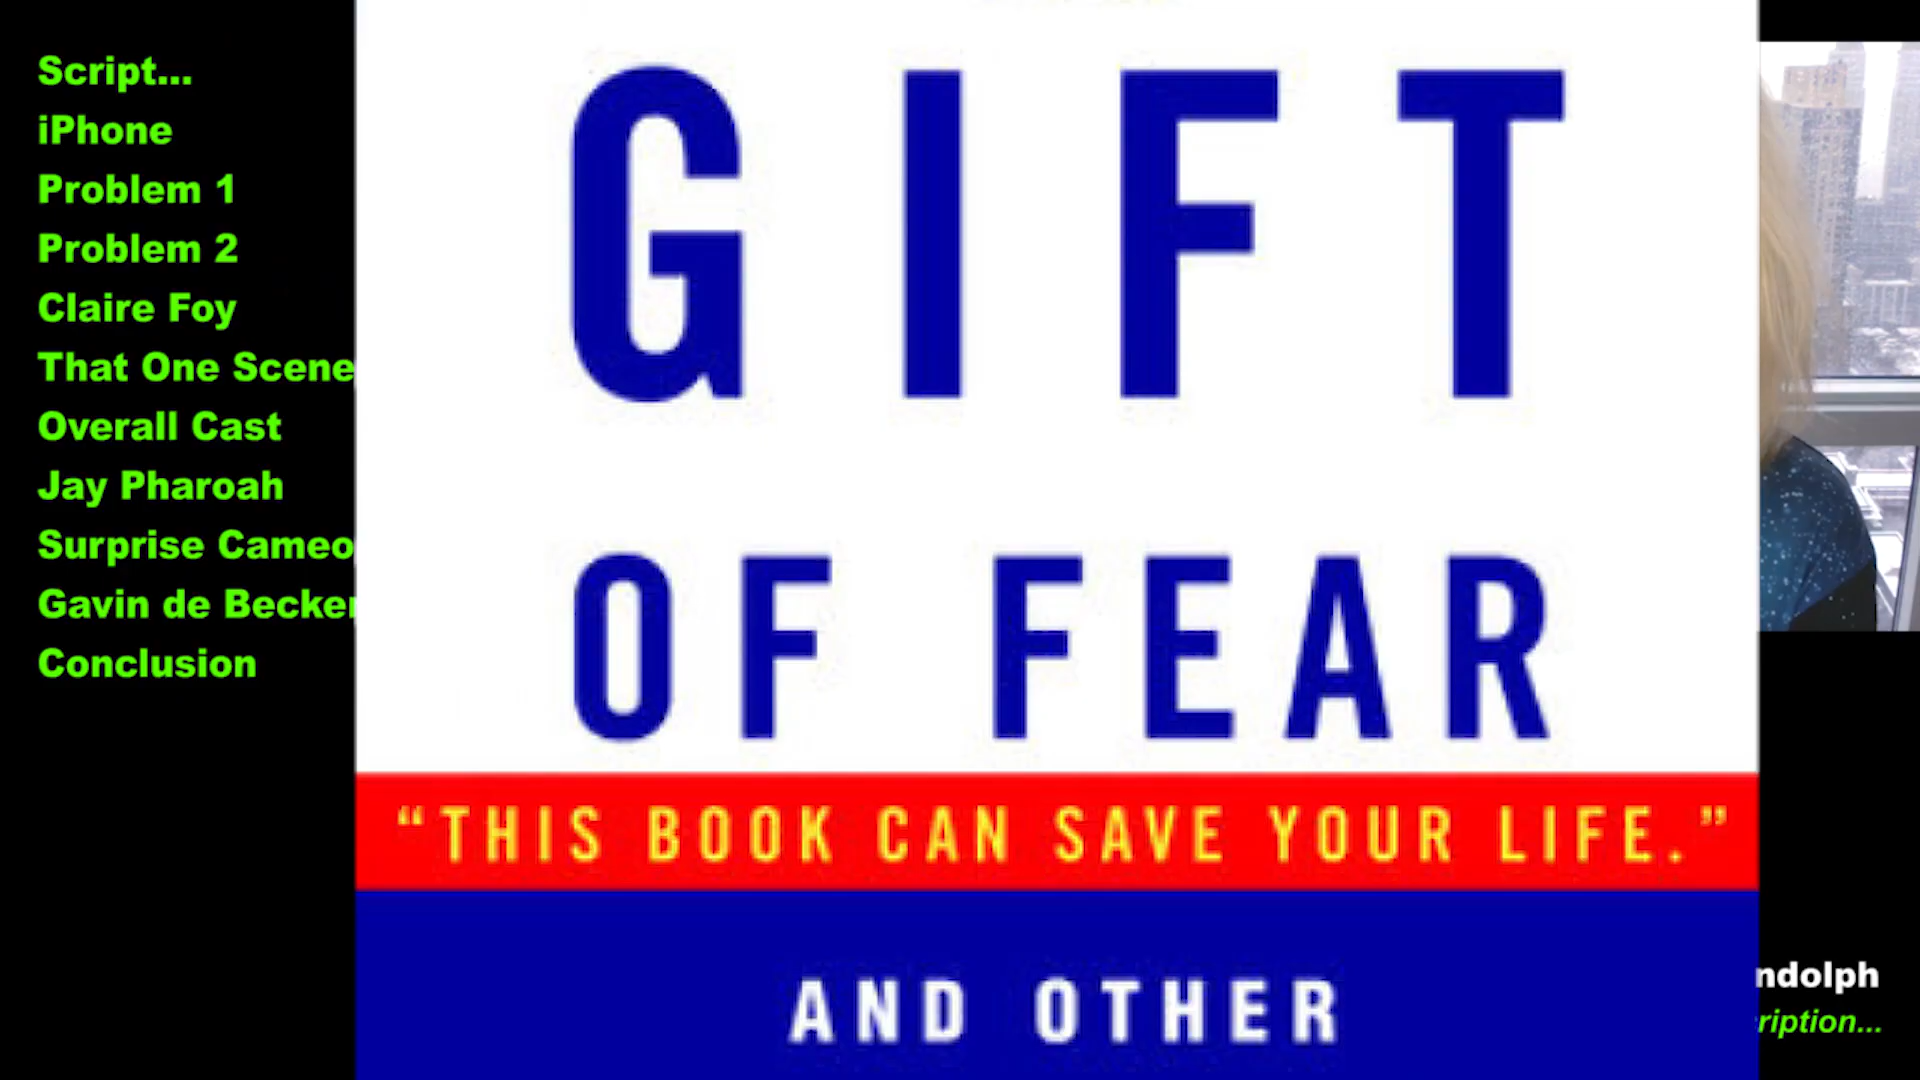 Script...
iPhone
Problem 1
Problem 2
Claire Foy
That One Scene
Overall Cast
Jay Pharoah
Surprise Cameo
Gavin de Becker
Conclusion
GIFT
OF FEAR
“THIS BOOK CAN SAVE YOUR LIFE.”
AND OTHER
ndolph
ription...